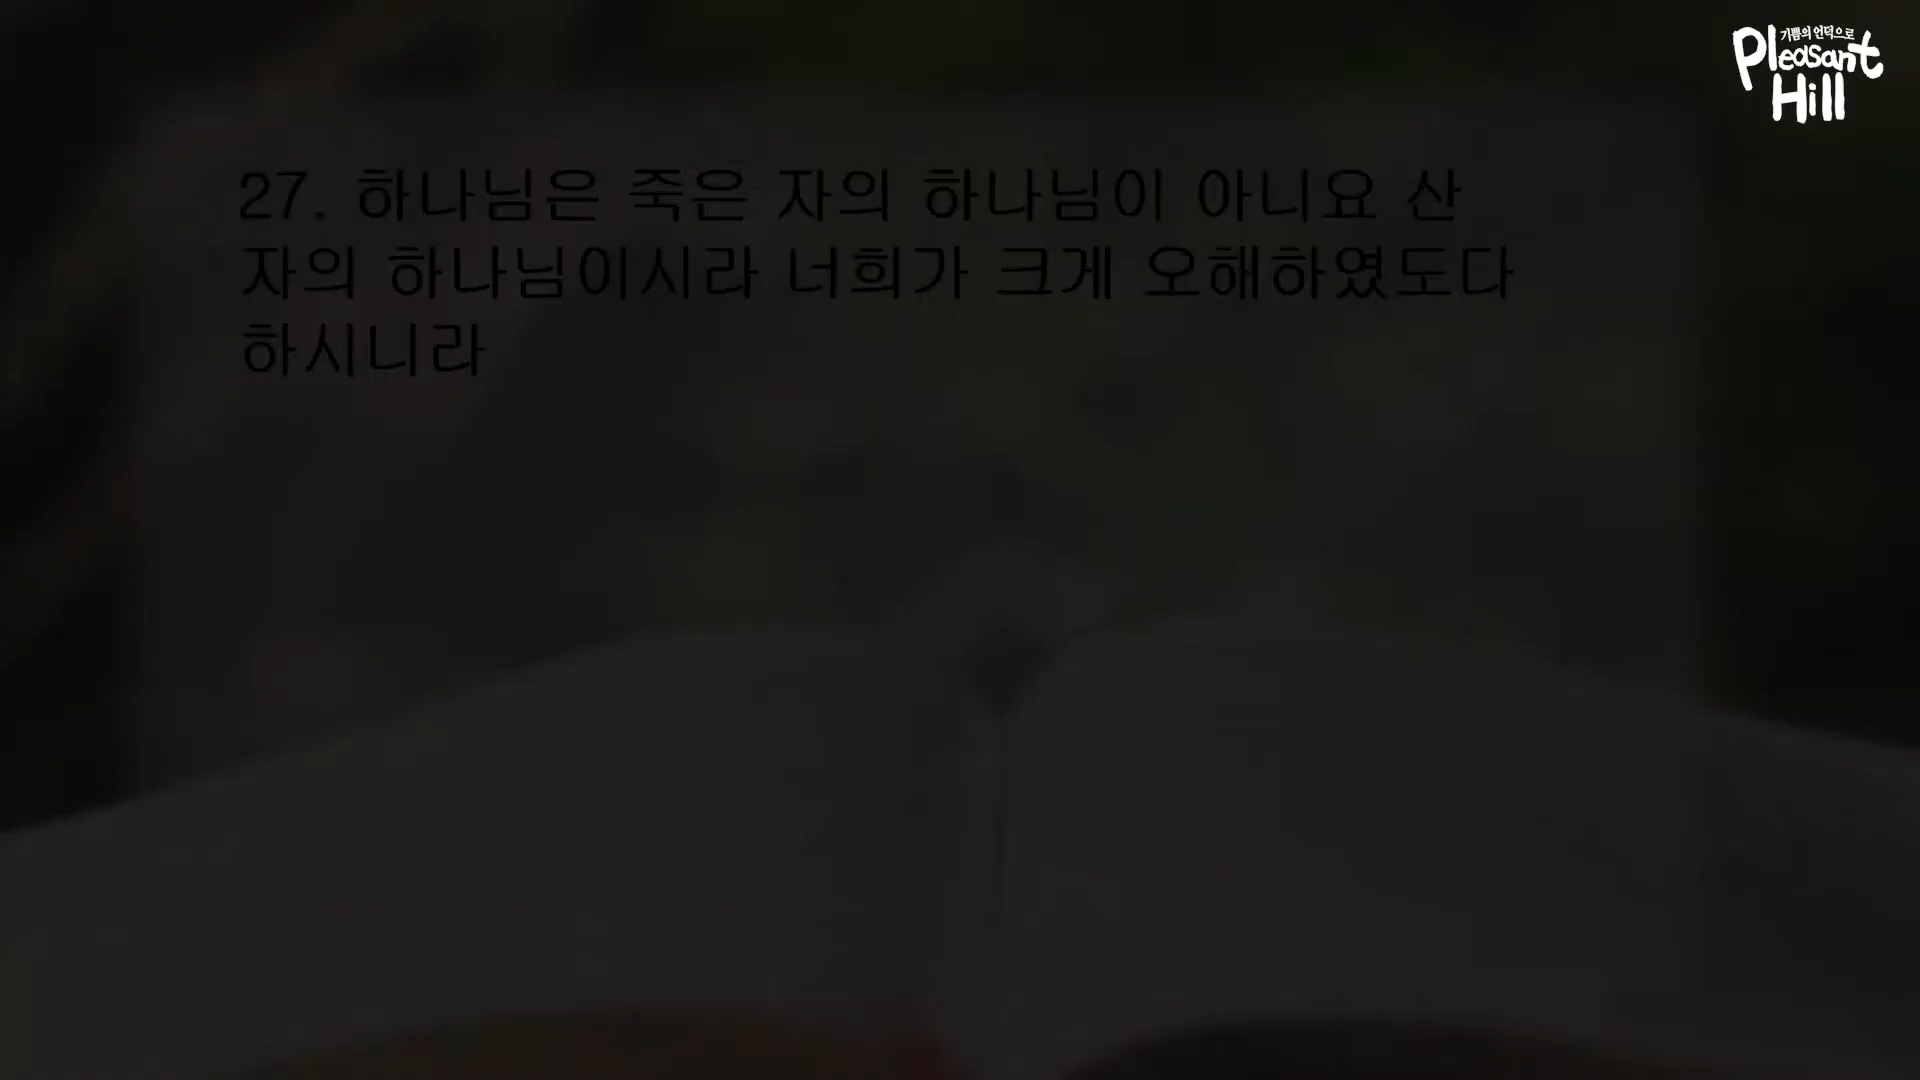 기쁨의 언덕으로
Pleasant
Hill
27. 하나님은 죽은 자의 하나님이 아니요 산
자의 하나님이시라 너희가 크게 오해하였도다
하시니라